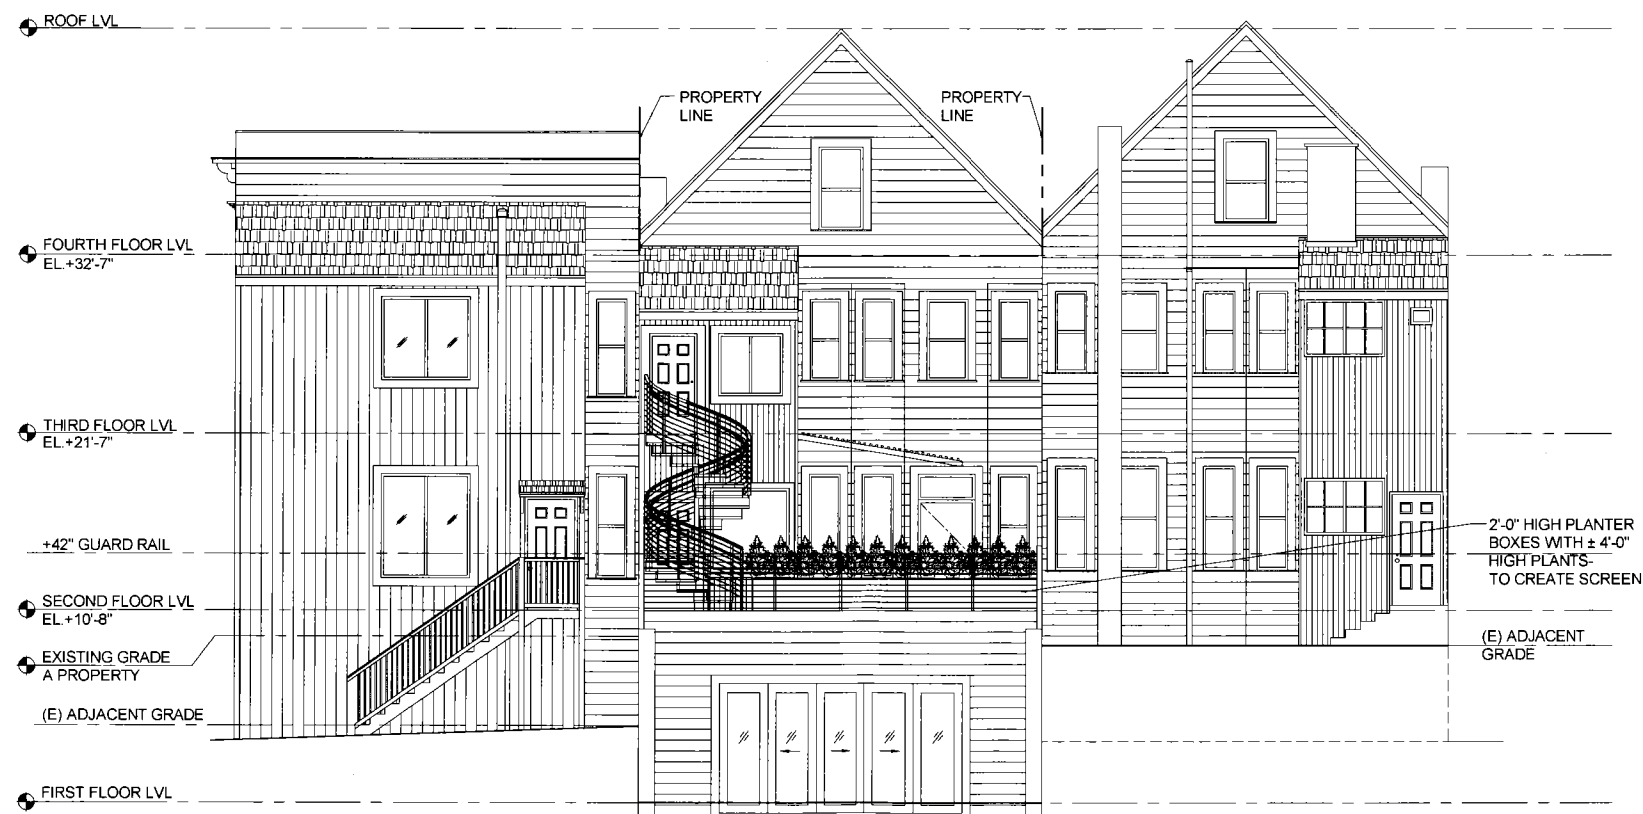 ROOF LVL
PROPERTY
LINE
PROPERTY
LINE
FOURTH FLOOR LVL
EL.+32'-7"
THIRD FLOOR LVL
EL.+21'-7"
+42" GUARD RAIL
2'-0" HIGH PLANTER
BOXES WITH ± 4'-0"
HIGH PLANTS-
TO CREATE SCREEN
SECOND FLOOR LVL
EL.+10'-8"
(E) ADJACENT
GRADE
EXISTING GRADE
A PROPERTY
(E) ADJACENT GRADE
FIRST FLOOR LVL